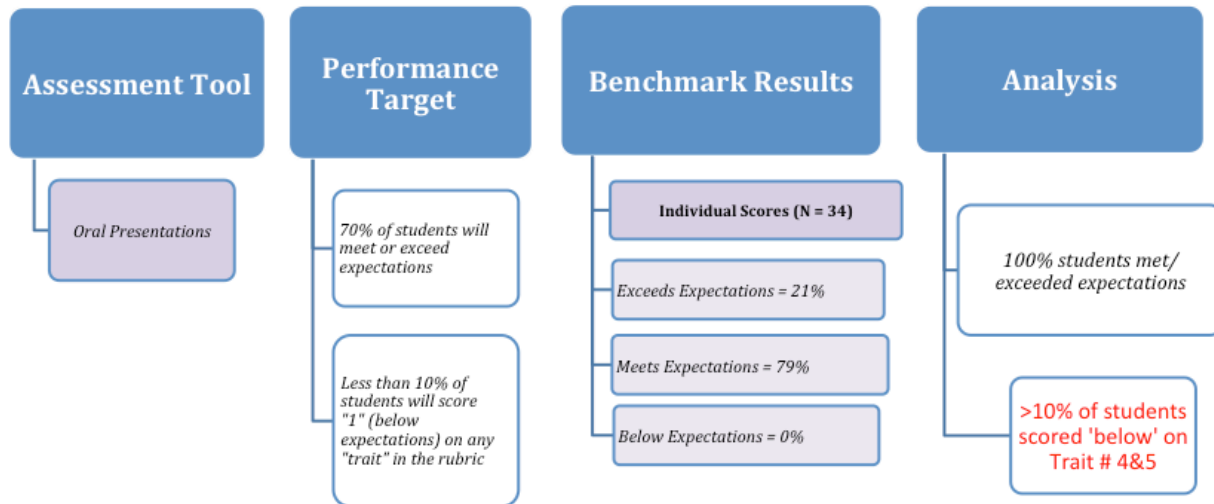 Assessment Tool
Oral Presentations
Performance
Target
70% of students will
meet or exceed
expectations
Less than 10% of
students will score
"1" (below
expectations) on any
"trait" in the rubric
Benchmark Results
Individual Scores (N = 34)
Exceeds Expectations = 21%
Meets Expectations = 79%
Below Expectations = 0%
Analysis
100% students met/
exceeded expectations
>10% of students
scored 'below' on
Trait # 4&5